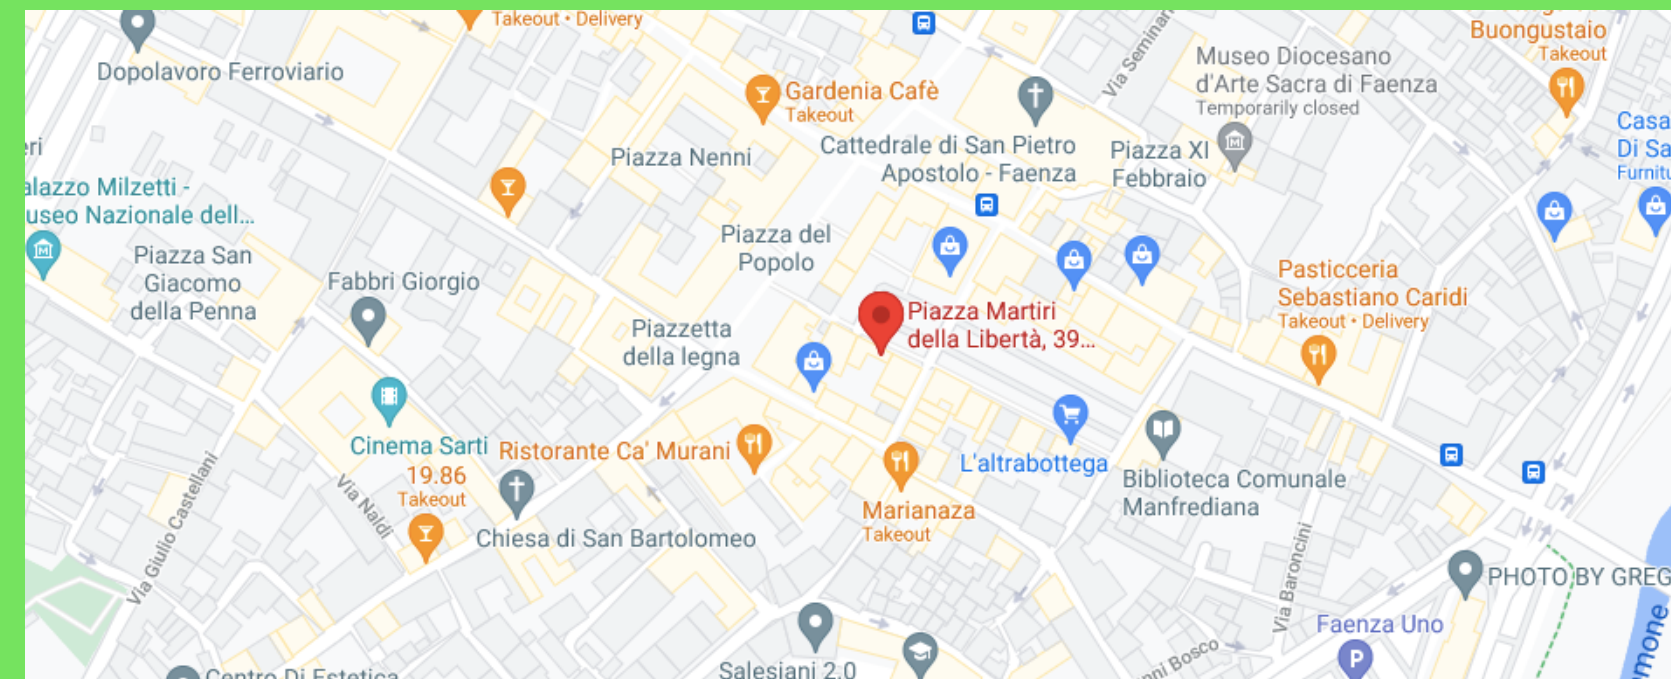 Takeout • Delivery
Buongustaio
Takeout
Dopolavoro Ferroviario
Museo Diocesano
d'Arte Sacra di Faenza
Temporarily closed
Via Seminar
Gardenia Cafè
Takeout
Casa
Di Sa
Furnitu
Cattedrale di San Pietro
Apostolo - Faenza
Piazza XI
Febbraio
Piazza Nenni
eri
alazzo Milzetti -
useo Nazionale dell...
Piazza del
Popolo
Piazza San
Giacomo
della Penna
Fabbri Giorgio
Pasticceria
Sebastiano Caridi
Takeout • Delivery
Piazza Martiri
della Libertà, 39...
Piazzetta
della legna
Cinema Sarti
19.86
Takeout
Ristorante Ca' Murani
L'altrabottega
Biblioteca Comunale
Manfrediana
Via Giulio Castellani
Via Naldi
Marianaza
Takeout
Chiesa di San Bartolomeo
Via Baroncini
PHOTO BY GREG
Faenza Uno
P
mone
nni Bosco
Salesiani 2.0
Centro Di Estetica